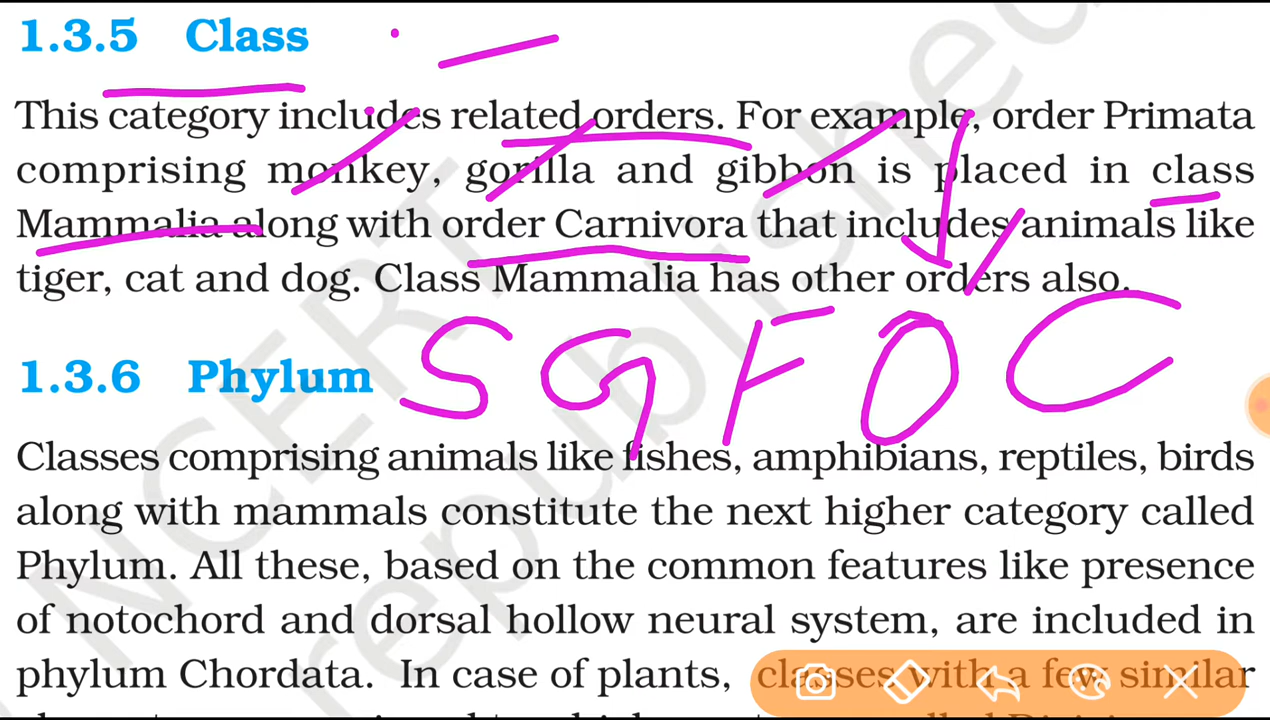 1.3.5 Class
This category includes related orders. For example, order Primata
comprising monkey, gorilla and gibbon is placed in class
Mammalia along with order Carnivora that includes animals like
tiger, cat and dog. Class Mammalia has other orders also.
S G F O C
1.3.6 Phylum
Classes comprising animals like fishes, amphibians, reptiles, birds
along with mammals constitute the next higher category called
Phylum. All these, based on the common features like presence
of notochord and dorsal hollow neural system, are included in
phylum Chordata. In case of plants, classes with a few similar